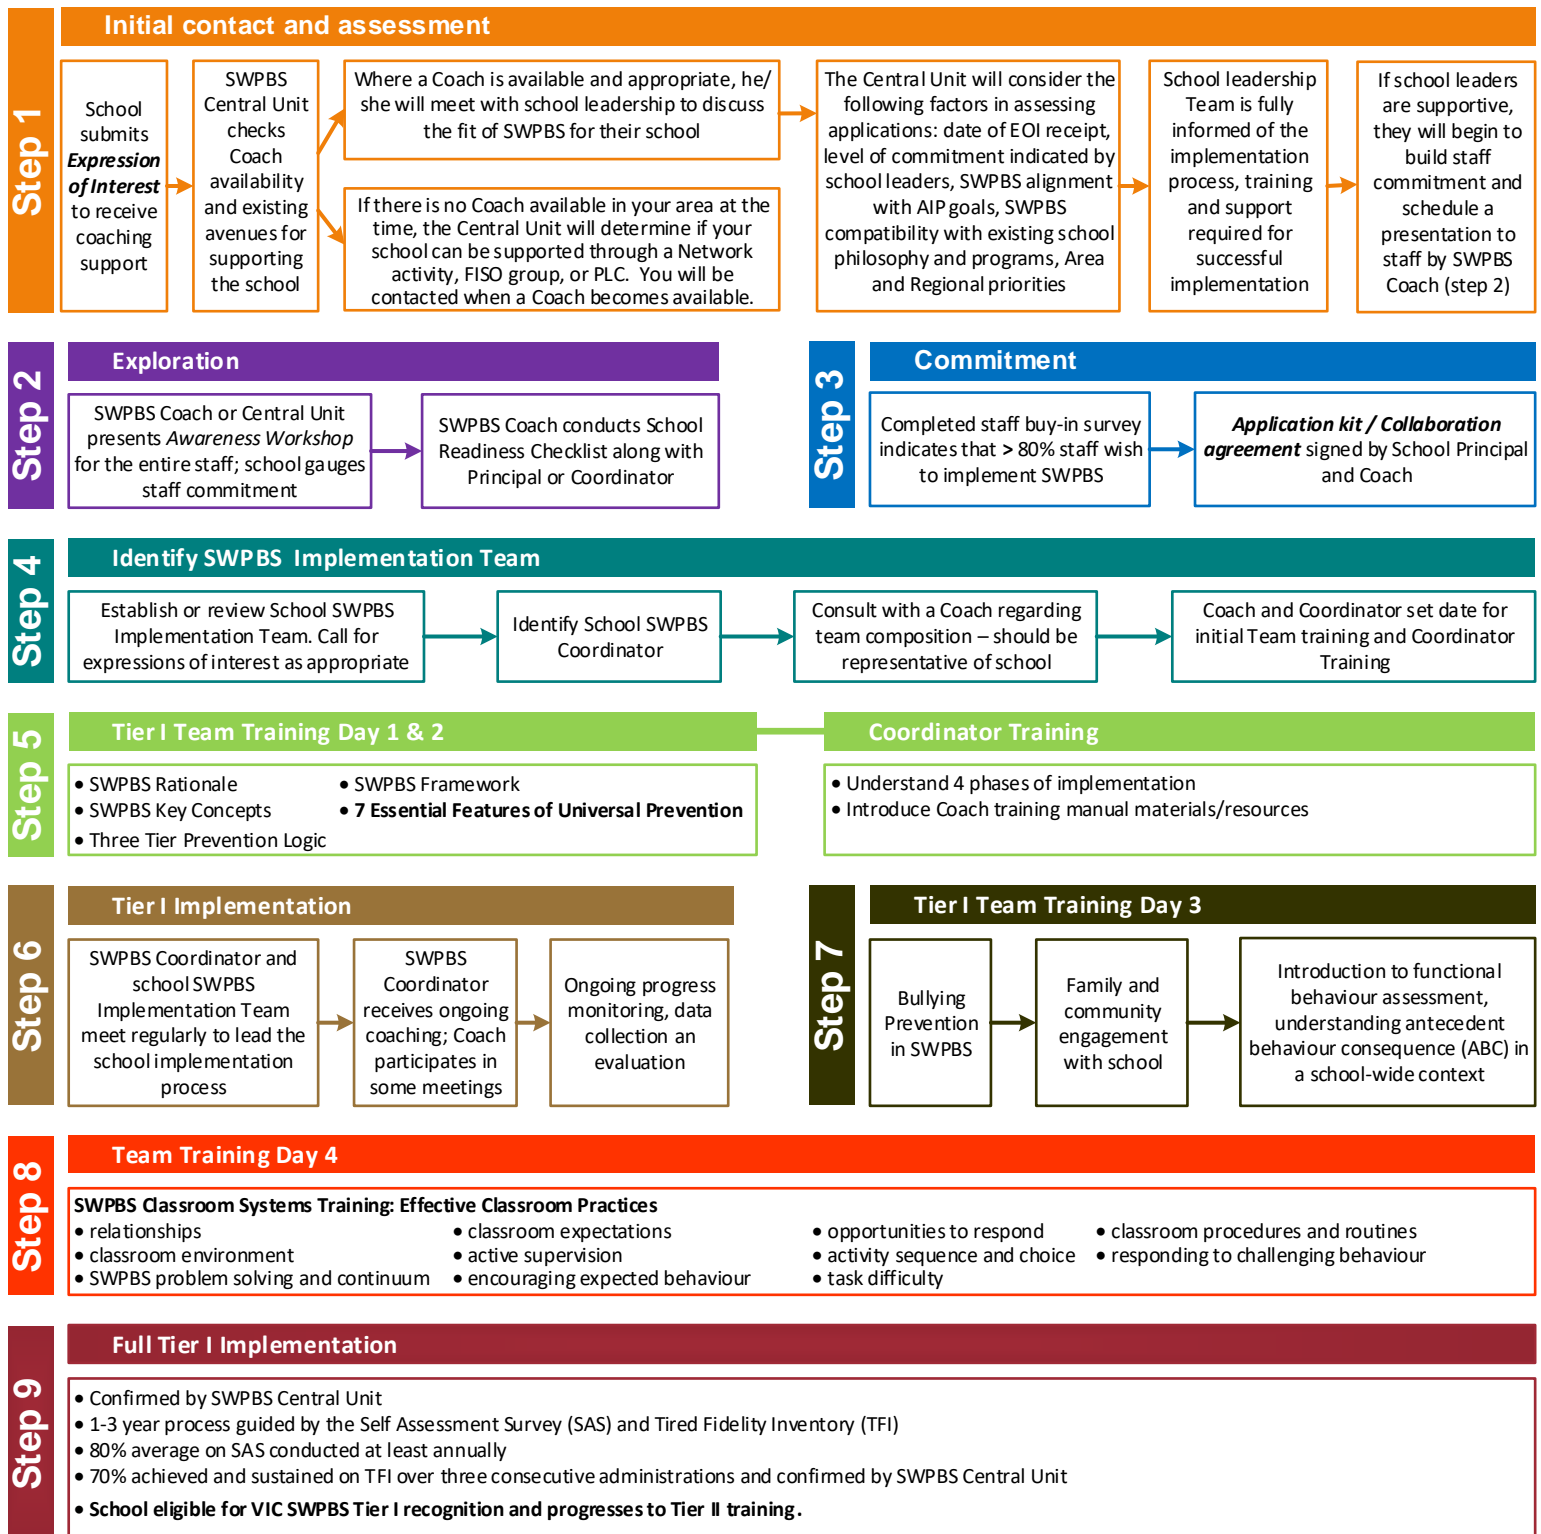 Step 1
Initial contact and assessment
School
submits
Expression
of Interest
to receive
coaching
support
SWPBS
Central Unit
checks
Coach
availability
and existing
avenues for
supporting
the school
Where a Coach is available and appropriate, he/
she will meet with school leadership to discuss
the fit of SWPBS for their school
If there is no Coach available in your area at the
time, the Central Unit will determine if your
school can be supported through a Network
activity, FISO group, or PLC. You will be
contacted when a Coach becomes available.
The Central Unit will consider the
following factors in assessing
applications: date of EOI receipt,
level of commitment indicated by
school leaders, SWPBS alignment
with AIP goals, SWPBS
compatibility with existing school
philosophy and programs, Area
and Regional priorities
School leadership
Team is fully
informed of the
implementation
process, training
and support
required for
successful
implementation
If school leaders
are supportive,
they will begin to
build staff
commitment and
schedule a
presentation to
staff by SWPBS
Coach (step 2)
Step 2
Exploration
SWPBS Coach or Central Unit
presents Awareness Workshop
for the entire staff; school gauges
staff commitment
SWPBS Coach conducts School
Readiness Checklist along with
Principal or Coordinator
Step 3
Commitment
Completed staff buy-in survey
indicates that > 80% staff wish
to implement SWPBS
Application kit / Collaboration
agreement signed by School Principal
and Coach
Step 4
Identify SWPBS Implementation Team
Establish or review School SWPBS
Implementation Team. Call for
expressions of interest as appropriate
Identify School SWPBS
Coordinator
Consult with a Coach regarding
team composition – should be
representative of school
Coach and Coordinator set date for
initial Team training and Coordinator
Training
Step 5
Tier I Team Training Day 1 & 2
• SWPBS Rationale
• SWPBS Key Concepts
• Three Tier Prevention Logic
• SWPBS Framework
• 7 Essential Features of Universal Prevention
Coordinator Training
• Understand 4 phases of implementation
• Introduce Coach training manual materials/resources
Step 6
Tier I Implementation
SWPBS Coordinator and
school SWPBS
Implementation Team
meet regularly to lead the
school implementation
process
SWPBS
Coordinator
receives ongoing
coaching; Coach
participates in
some meetings
Ongoing progress
monitoring, data
collection an
evaluation
Step 7
Tier I Team Training Day 3
Bullying
Prevention
in SWPBS
Family and
community
engagement
with school
Introduction to functional
behaviour assessment,
understanding antecedent
behaviour consequence (ABC) in
a school-wide context
Step 8
Team Training Day 4
SWPBS Classroom Systems Training: Effective Classroom Practices
• relationships
• classroom environment
• SWPBS problem solving and continuum
• classroom expectations
• active supervision
• encouraging expected behaviour
• opportunities to respond
• activity sequence and choice
• task difficulty
• classroom procedures and routines
• responding to challenging behaviour
Step 9
Full Tier I Implementation
• Confirmed by SWPBS Central Unit
• 1-3 year process guided by the Self Assessment Survey (SAS) and Tired Fidelity Inventory (TFI)
• 80% average on SAS conducted at least annually
• 70% achieved and sustained on TFI over three consecutive administrations and confirmed by SWPBS Central Unit
• School eligible for VIC SWPBS Tier I recognition and progresses to Tier II training.